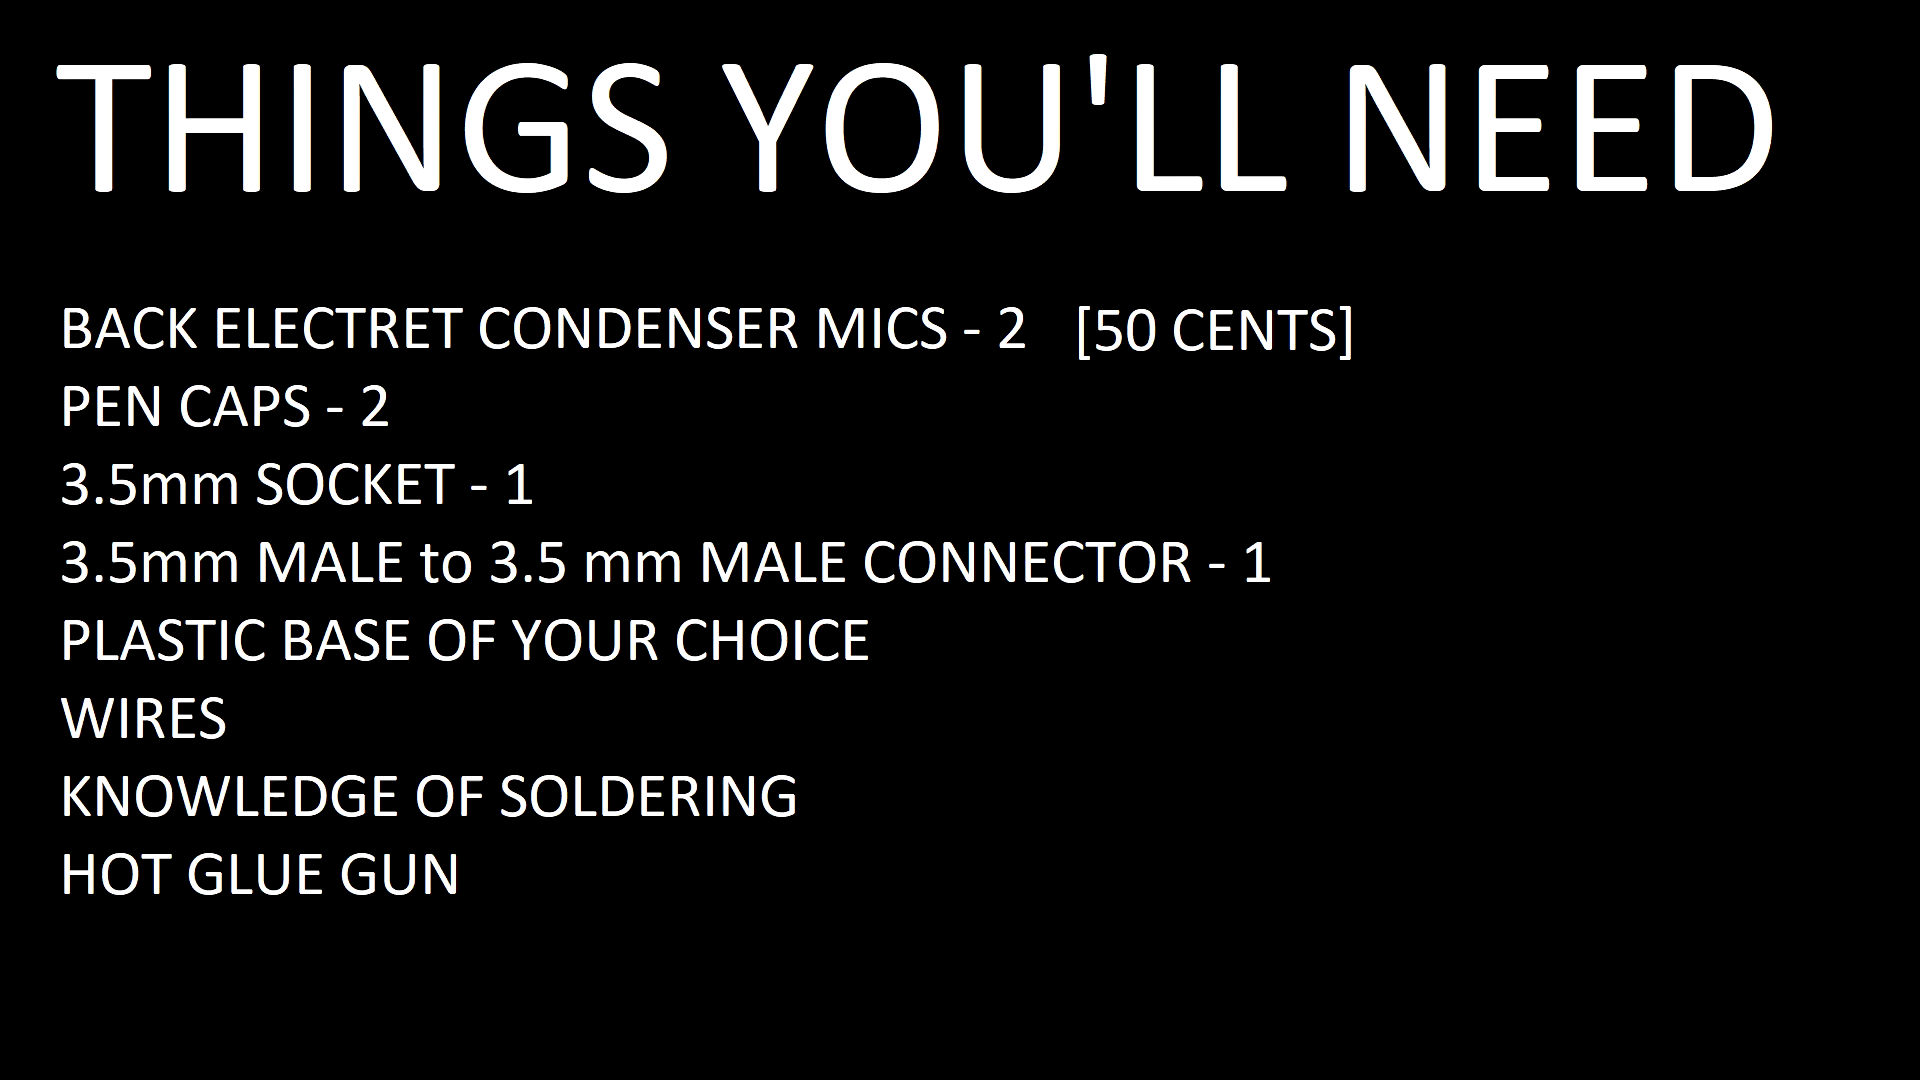 THINGS YOU'LL NEED
BACK ELECTRET CONDENSER MICS - 2 [50 CENTS]
PEN CAPS - 2
3.5mm SOCKET - 1
3.5mm MALE to 3.5 mm MALE CONNECTOR - 1
PLASTIC BASE OF YOUR CHOICE
WIRES
KNOWLEDGE OF SOLDERING
HOT GLUE GUN